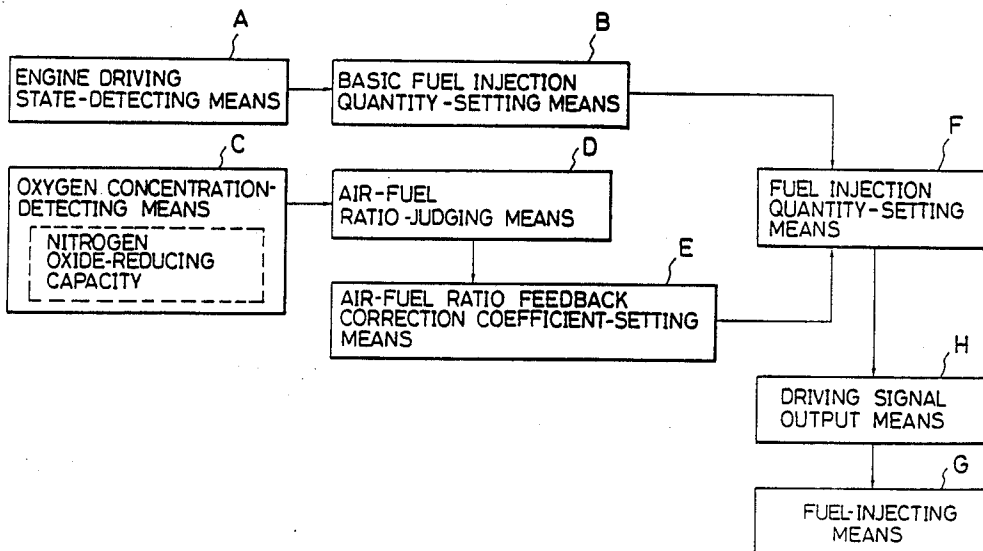 A
ENGINE DRIVING
STATE-DETECTING MEANS
B
BASIC FUEL INJECTION
QUANTITY-SETTING MEANS
C
OXYGEN CONCENTRATION-
DETECTING MEANS
NITROGEN
OXIDE-REDUCING
CAPACITY
D
AIR-FUEL
RATIO-JUDGING MEANS
E
AIR-FUEL RATIO FEEDBACK
CORRECTION COEFFICIENT-SETTING
MEANS
F
FUEL INJECTION
QUANTITY-SETTING
MEANS
H
DRIVING SIGNAL
OUTPUT MEANS
G
FUEL-INJECTING
MEANS